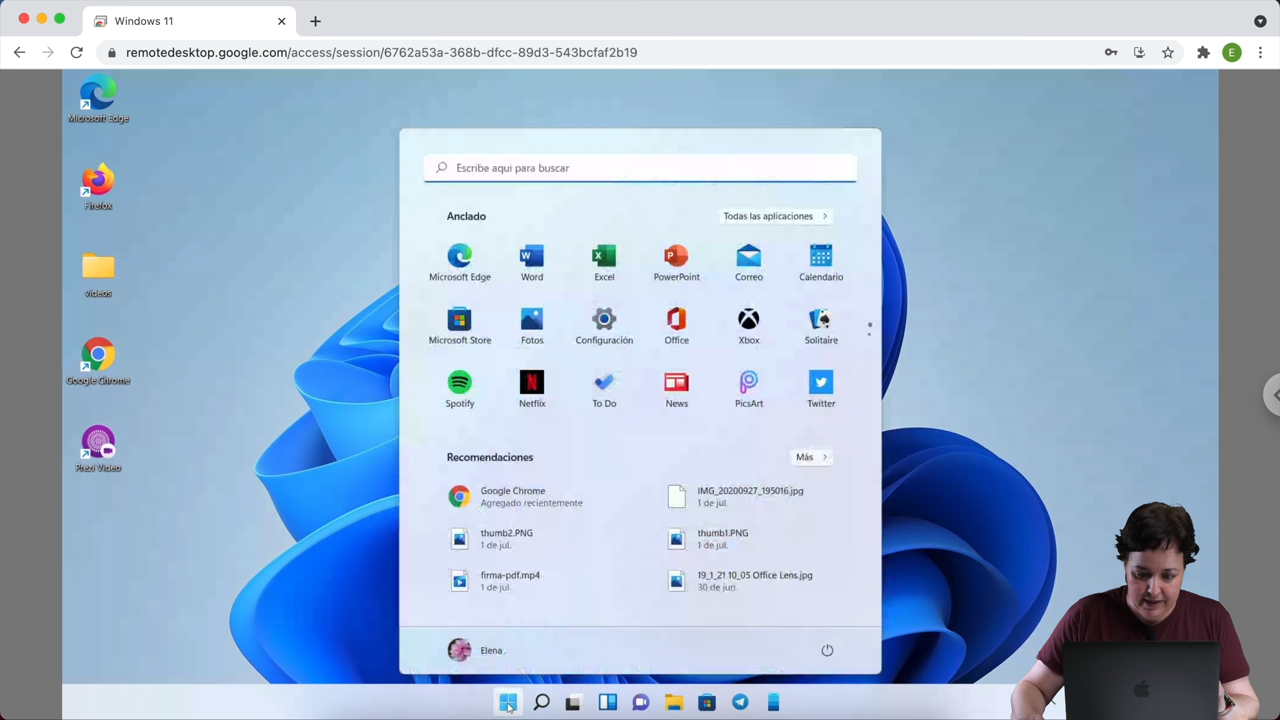 Windows 11
remotedesktop.google.com/access/session/6762a53a-368b-dfcc-89d3-543bcfaf2b19
E
Microsoft Edge
Firefox
videos
Google Chrome
Prezi Video
Escribe aquí para buscar
Anclado
Todas las aplicaciones
Microsoft Edge
Word
Excel
PowerPoint
Correo
Calendario
Microsoft Store
Fotos
Configuración
Office
Xbox
Solitaire
Spotify
Netflix
To Do
News
PicsArt
Twitter
Recomendaciones
Más
Google Chrome
Agregado recientemente
IMG_20200927_195016.jpg
1 de jul.
thumb2.PNG
1 de jul.
thumb1.PNG
1 de jul.
firma-pdf.mp4
1 de jul.
19_1_21 10_05 Office Lens.jpg
30 de jun.
Elena .